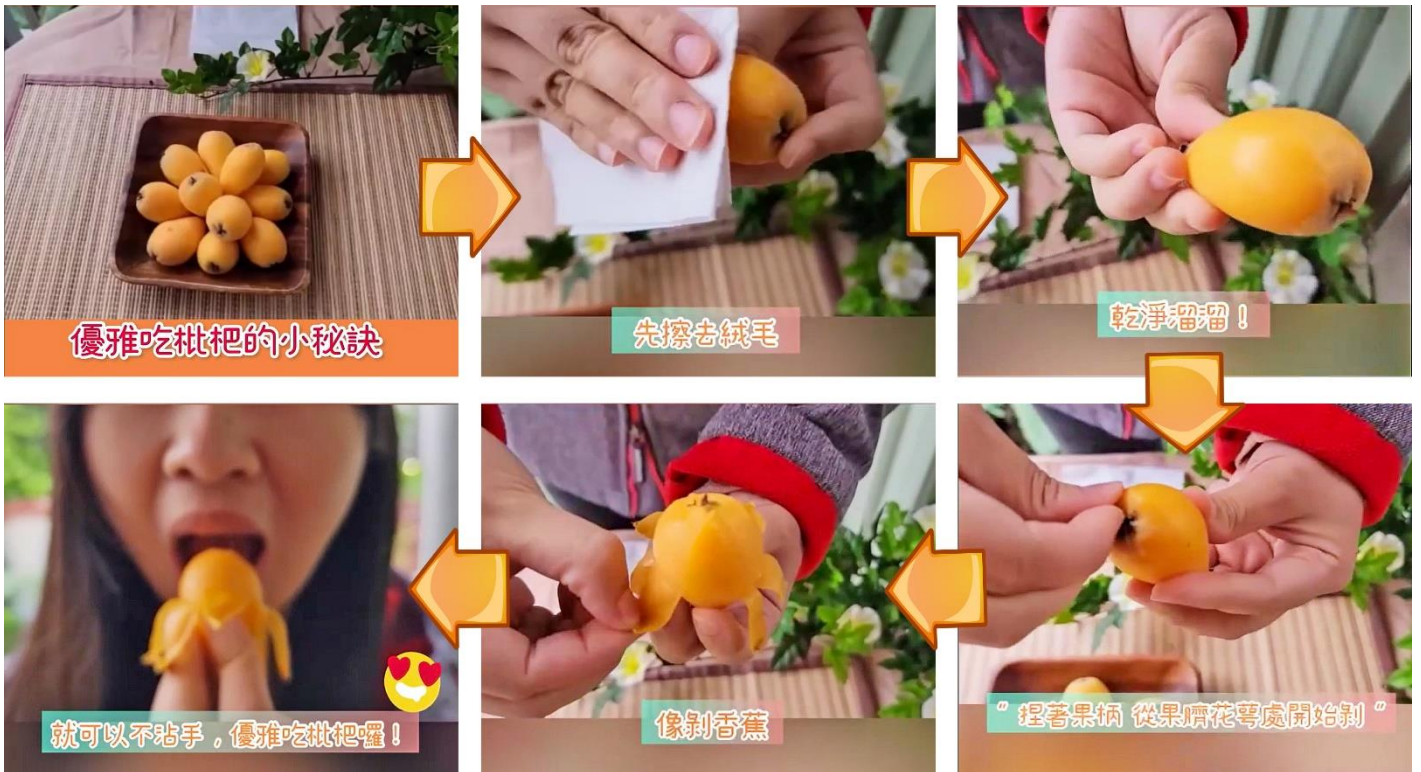 優雅吃枇杷的小秘訣
先擦去絨毛
乾淨溜溜！
“ 捏著果柄 從果臍花萼處開始剝 ”
像剝香蕉
就可以不沾手，優雅吃枇杷囉！